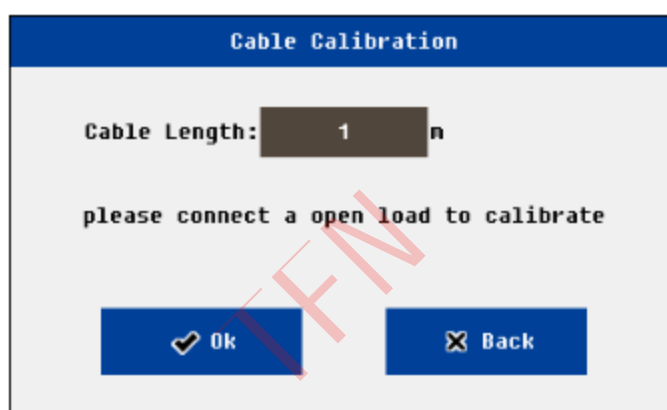 Cable Calibration
Cable Length: 1 m
please connect a open load to calibrate
TFN
Ok
Back